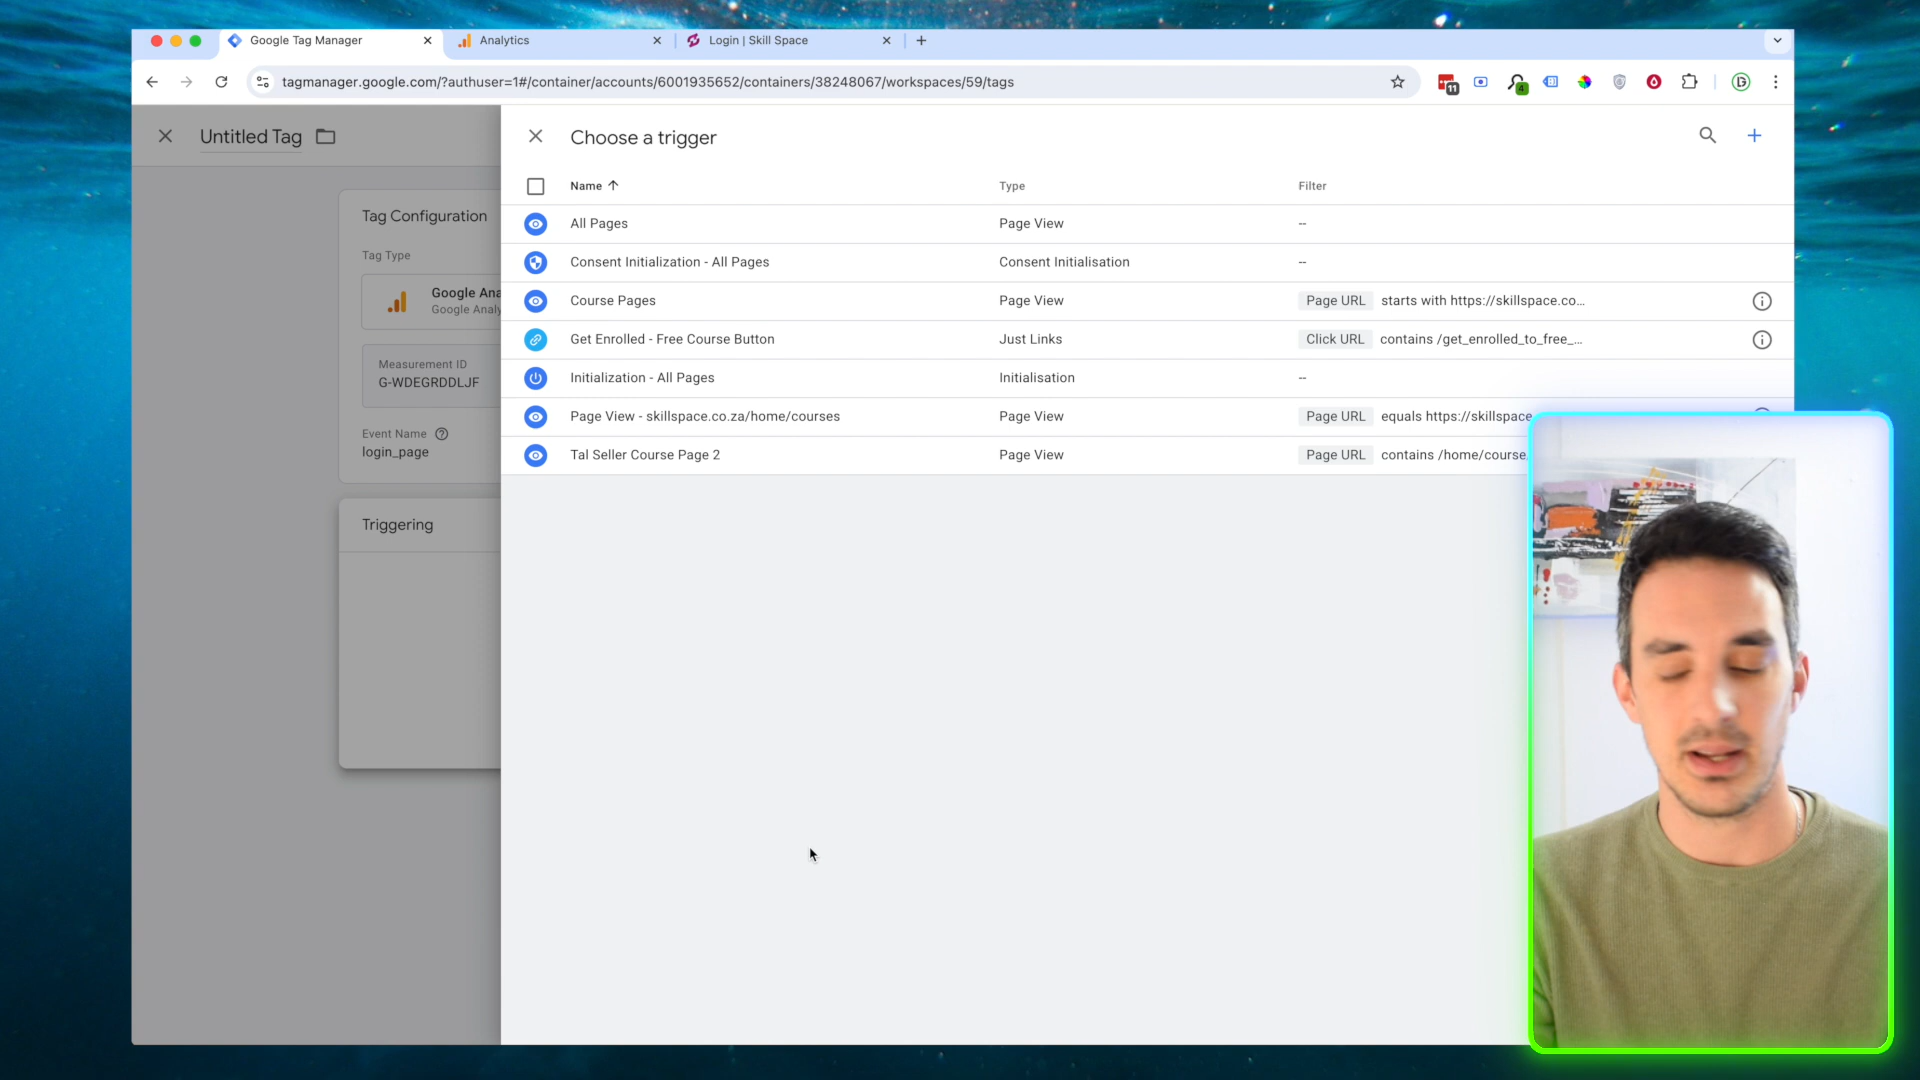 Google Tag Manager
Analytics
Login | Skill Space
tagmanager.google.com/?authuser=1#/container/accounts/6001935652/containers/38248067/workspaces/59/tags
11
4
Untitled Tag
Choose a trigger
Tag Configuration
Tag Type
Google Ana
Google Analy
Measurement ID
G-WDEGRDDLJF
Event Name
login_page
Triggering
Name Type Filter
All Pages Page View --
Consent Initialization - All Pages Consent Initialisation --
Course Pages Page View Page URL starts with https://skillspace.co...
Get Enrolled - Free Course Button Just Links Click URL contains /get_enrolled_to_free_...
Initialization - All Pages Initialisation --
Page View - skillspace.co.za/home/courses Page View Page URL equals https://skillspace
Tal Seller Course Page 2 Page View Page URL contains /home/course